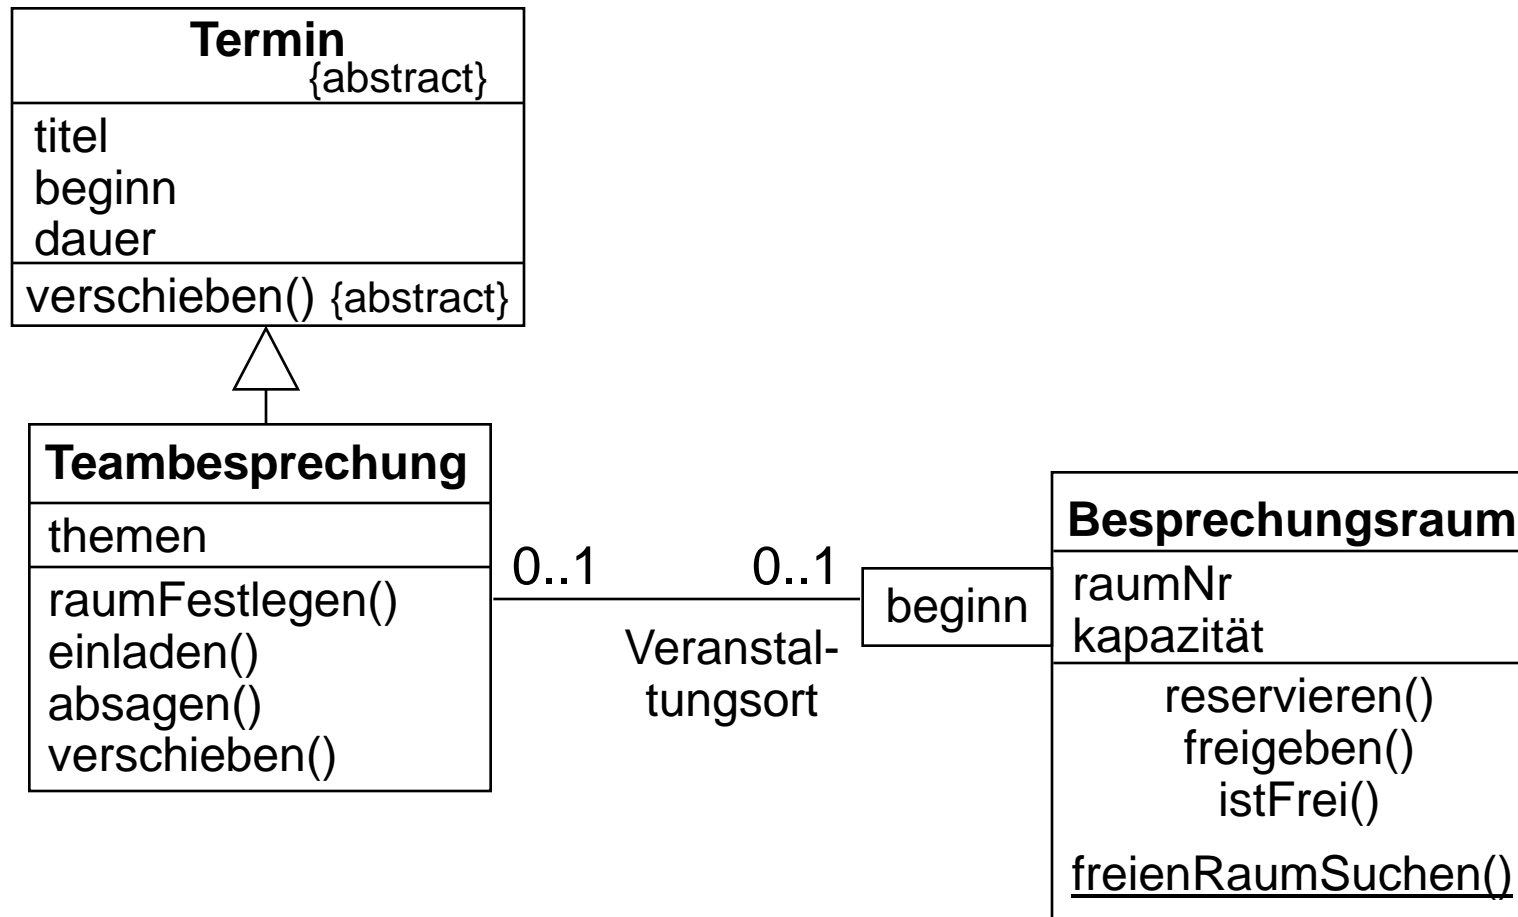 Termin
{abstract}
titel
beginn
dauer
verschieben() {abstract}
Teambesprechung
themen
raumFestlegen()
einladen()
absagen()
verschieben()
0..1
0..1
Veranstal-
tungsort
beginn
Besprechungsraum
raumNr
kapazität
reservieren()
freigeben()
istFrei()
freienRaumSuchen()